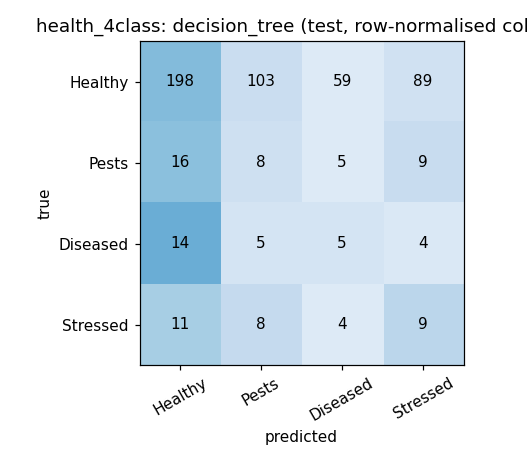 health_4class: decision_tree (test, row-normalised col
true
Healthy 198 103 59 89
Pests 16 8 5 9
Diseased 14 5 5 4
Stressed 11 8 4 9
Healthy Pests Diseased Stressed
predicted